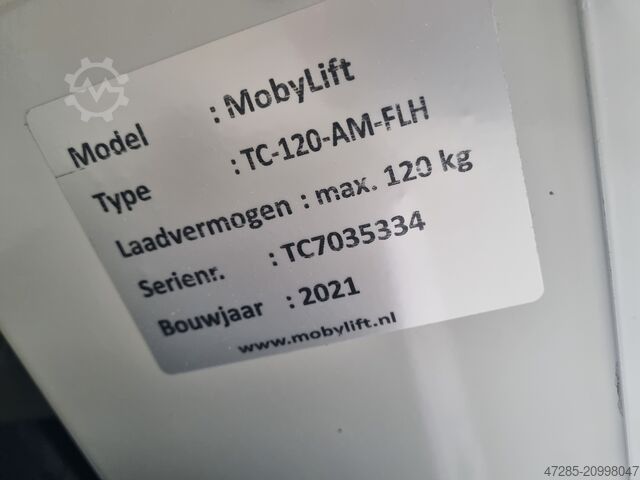 Model : MobyLift
Type : TC-120-AM-FLH
Laadvermogen : max. 120 kg
Serienr. : TC7035334
Bouwjaar : 2021
www.mobylift.nl
47285-20998047